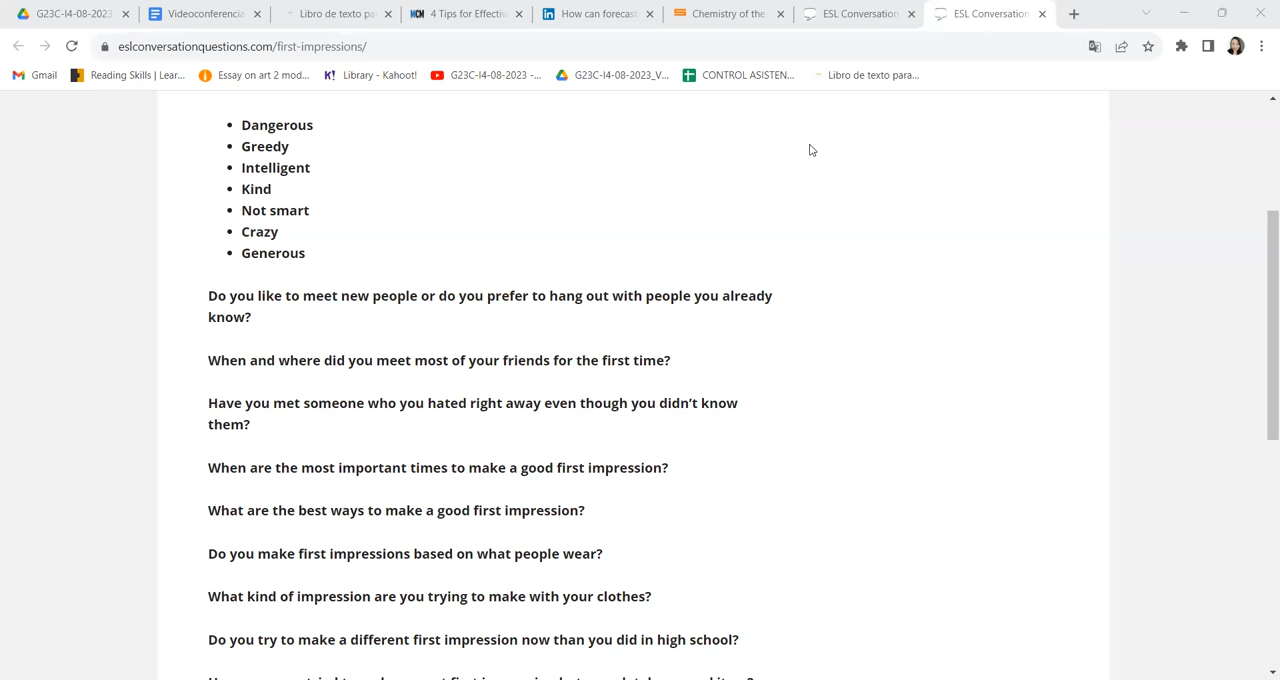 G23C-I4-08-2023
Videoconferencia
Libro de texto pa
4 Tips for Effectiv
How can forecast
Chemistry of the
ESL Conversation
ESL Conversation
eslconversationquestions.com/first-impressions/
Gmail
Reading Skills | Lear...
Essay on art 2 mod...
Library - Kahoot!
G23C-I4-08-2023 -...
G23C-I4-08-2023_V...
CONTROL ASISTEN...
Libro de texto para...
• Dangerous
• Greedy
• Intelligent
• Kind
• Not smart
• Crazy
• Generous
Do you like to meet new people or do you prefer to hang out with people you already
know?
When and where did you meet most of your friends for the first time?
Have you met someone who you hated right away even though you didn’t know
them?
When are the most important times to make a good first impression?
What are the best ways to make a good first impression?
Do you make first impressions based on what people wear?
What kind of impression are you trying to make with your clothes?
Do you try to make a different first impression now than you did in high school?